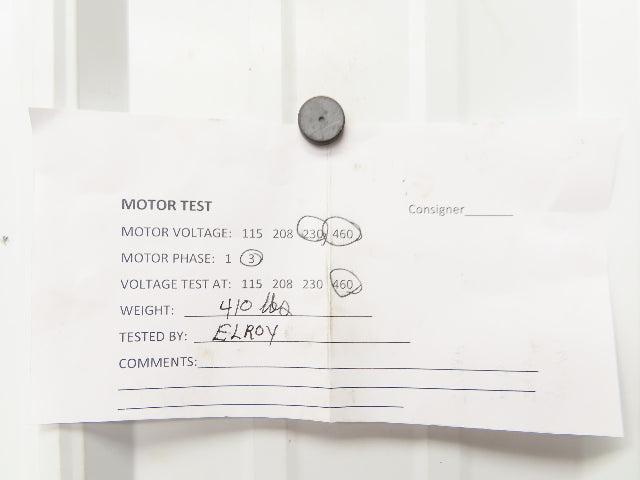 MOTOR TEST
Consigner______
MOTOR VOLTAGE: 115 208 230, 460
MOTOR PHASE: 1 3
VOLTAGE TEST AT: 115 208 230 460
WEIGHT: 410 lbs
TESTED BY: ELROY
COMMENTS: